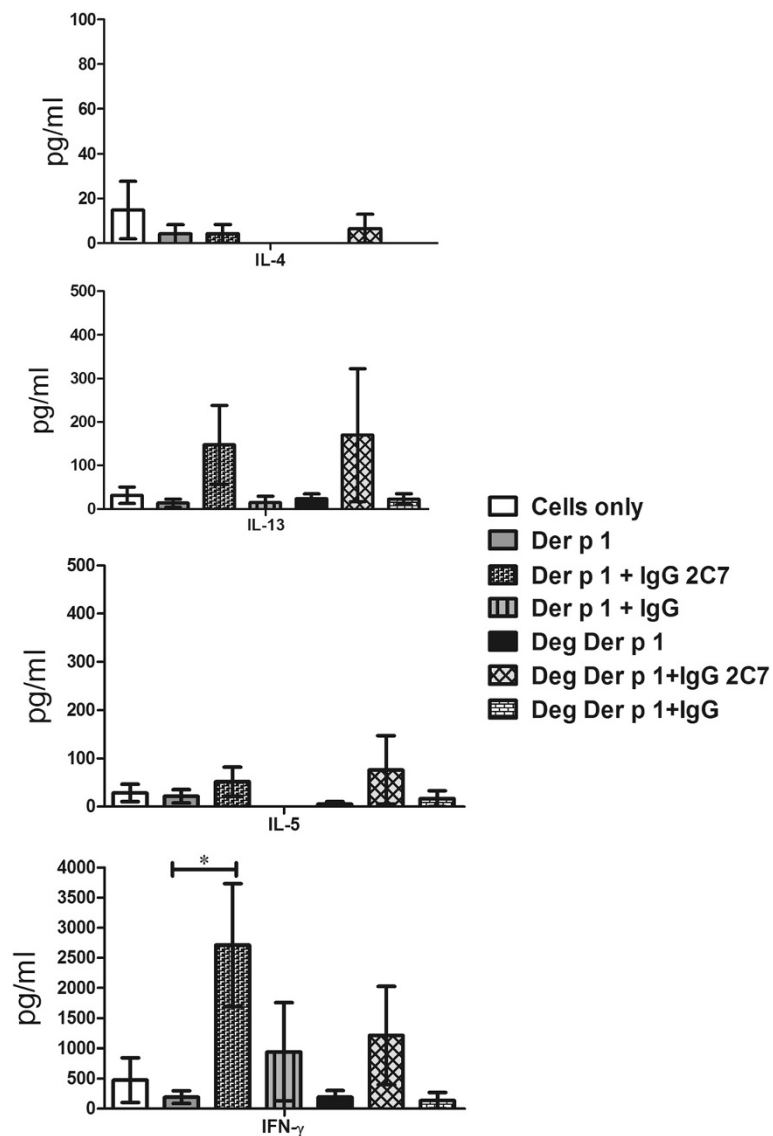 100
80
60
pg/ml
40
20
0
IL-4
500
400
300
pg/ml
200
100
0
IL-13
Cells only
Der p 1
Der p 1 + IgG 2C7
Der p 1 + IgG
Deg Der p 1
Deg Der p 1+IgG 2C7
Deg Der p 1+IgG
500
400
300
pg/ml
200
100
0
IL-5
4000
*
3500
3000
2500
pg/ml
2000
1500
1000
500
0
IFN-γ